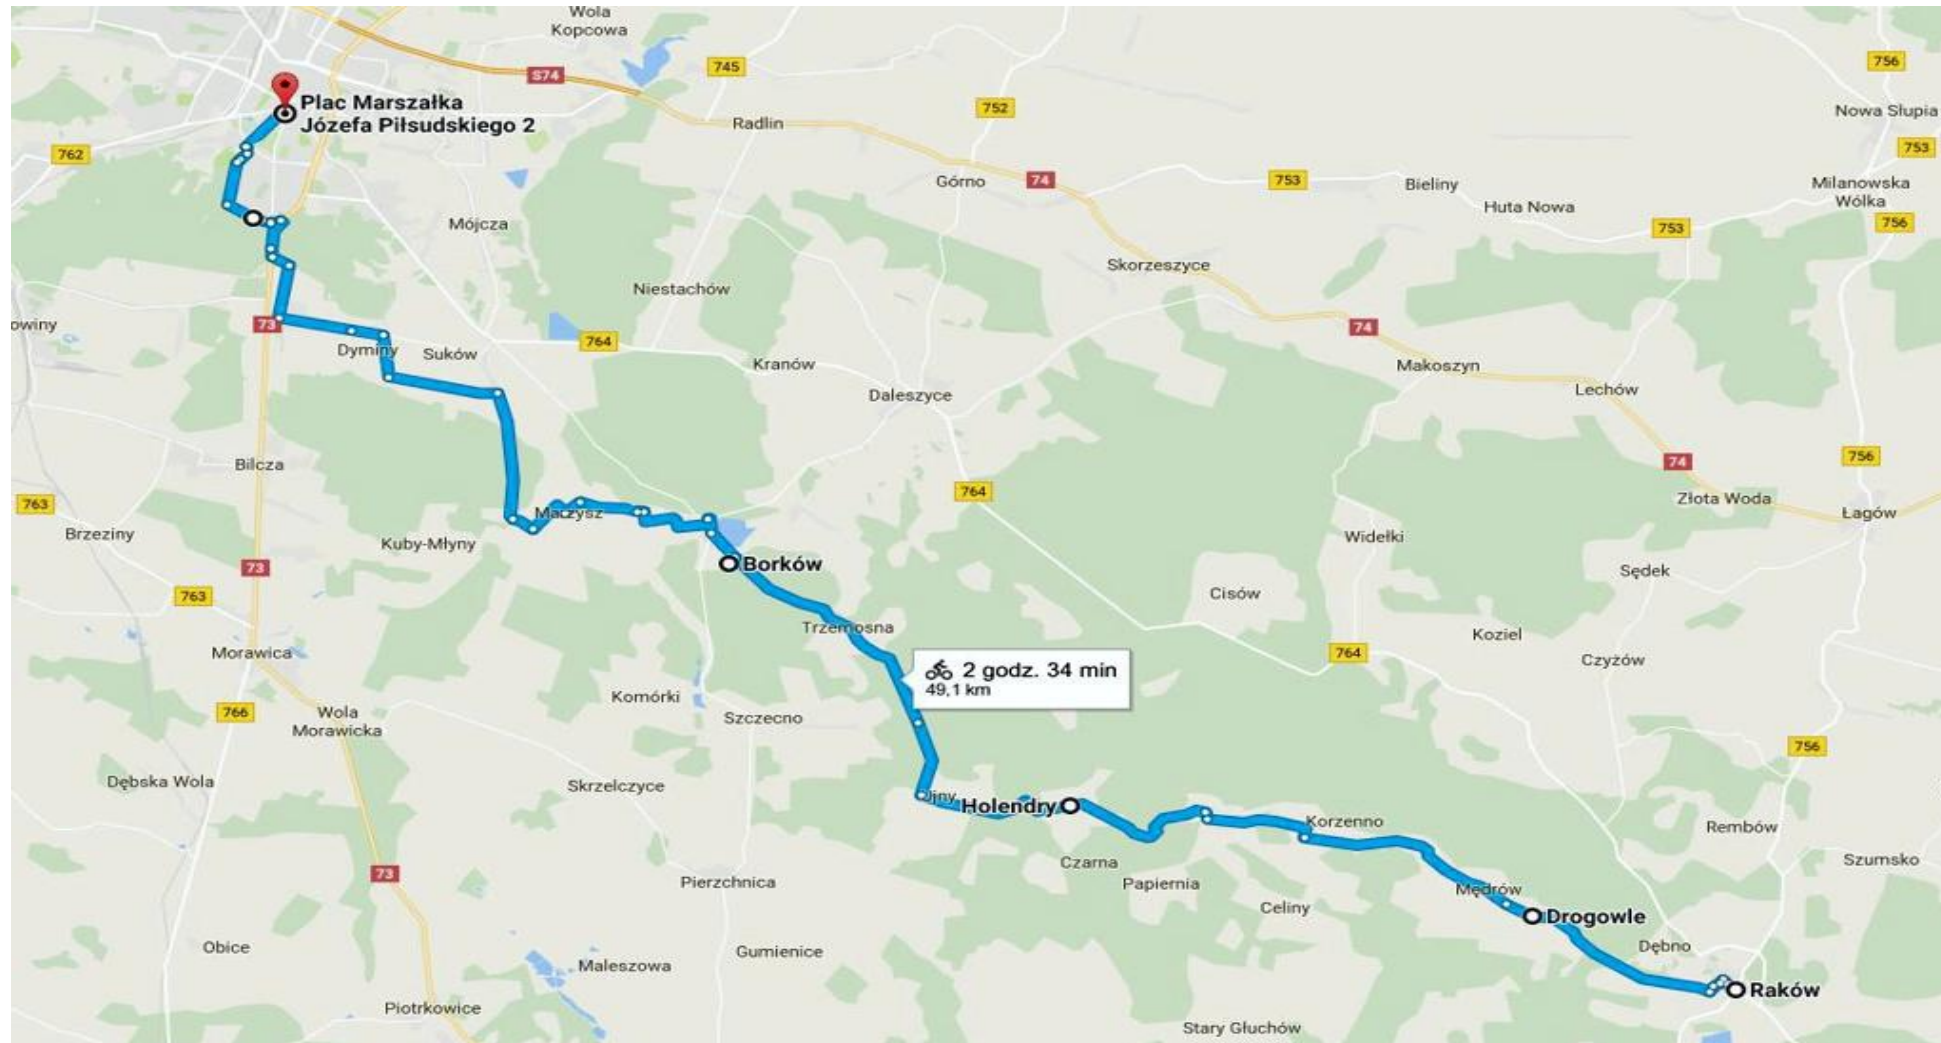 Wola
Kopcowa
S74
745
756
752
Nowa Słupia
Plac Marszałka
Józefa Piłsudskiego 2
Radlin
753
762
Górno
74
753
Bieliny
Milanowska
Wólka
Huta Nowa
Mójcza
753
756
Skorzeszyce
Niestachów
owiny
73
764
74
Dyminy
Suków
Kranów
Makoszyn
Daleszyce
Lechów
Bilcza
756
74
763
764
Złota Woda
Łagów
Maczysz
Brzeziny
Kuby-Młyny
Widełki
73
Borków
Sędek
763
Cisów
Trzemosna
Koziel
Morawica
764
Czyżów
2 godz. 34 min
49,1 km
Komórki
766
Wola
Morawicka
Szczecno
756
Dębska Wola
Skrzelczyce
Ujny
Holendry
Korzenno
Rembów
Czarna
Szumsko
73
Pierzchnica
Papiernia
Mędrów
Celiny
Drogowle
Obice
Gumienice
Dębno
Maleszowa
Raków
Piotrkowice
Stary Głuchów